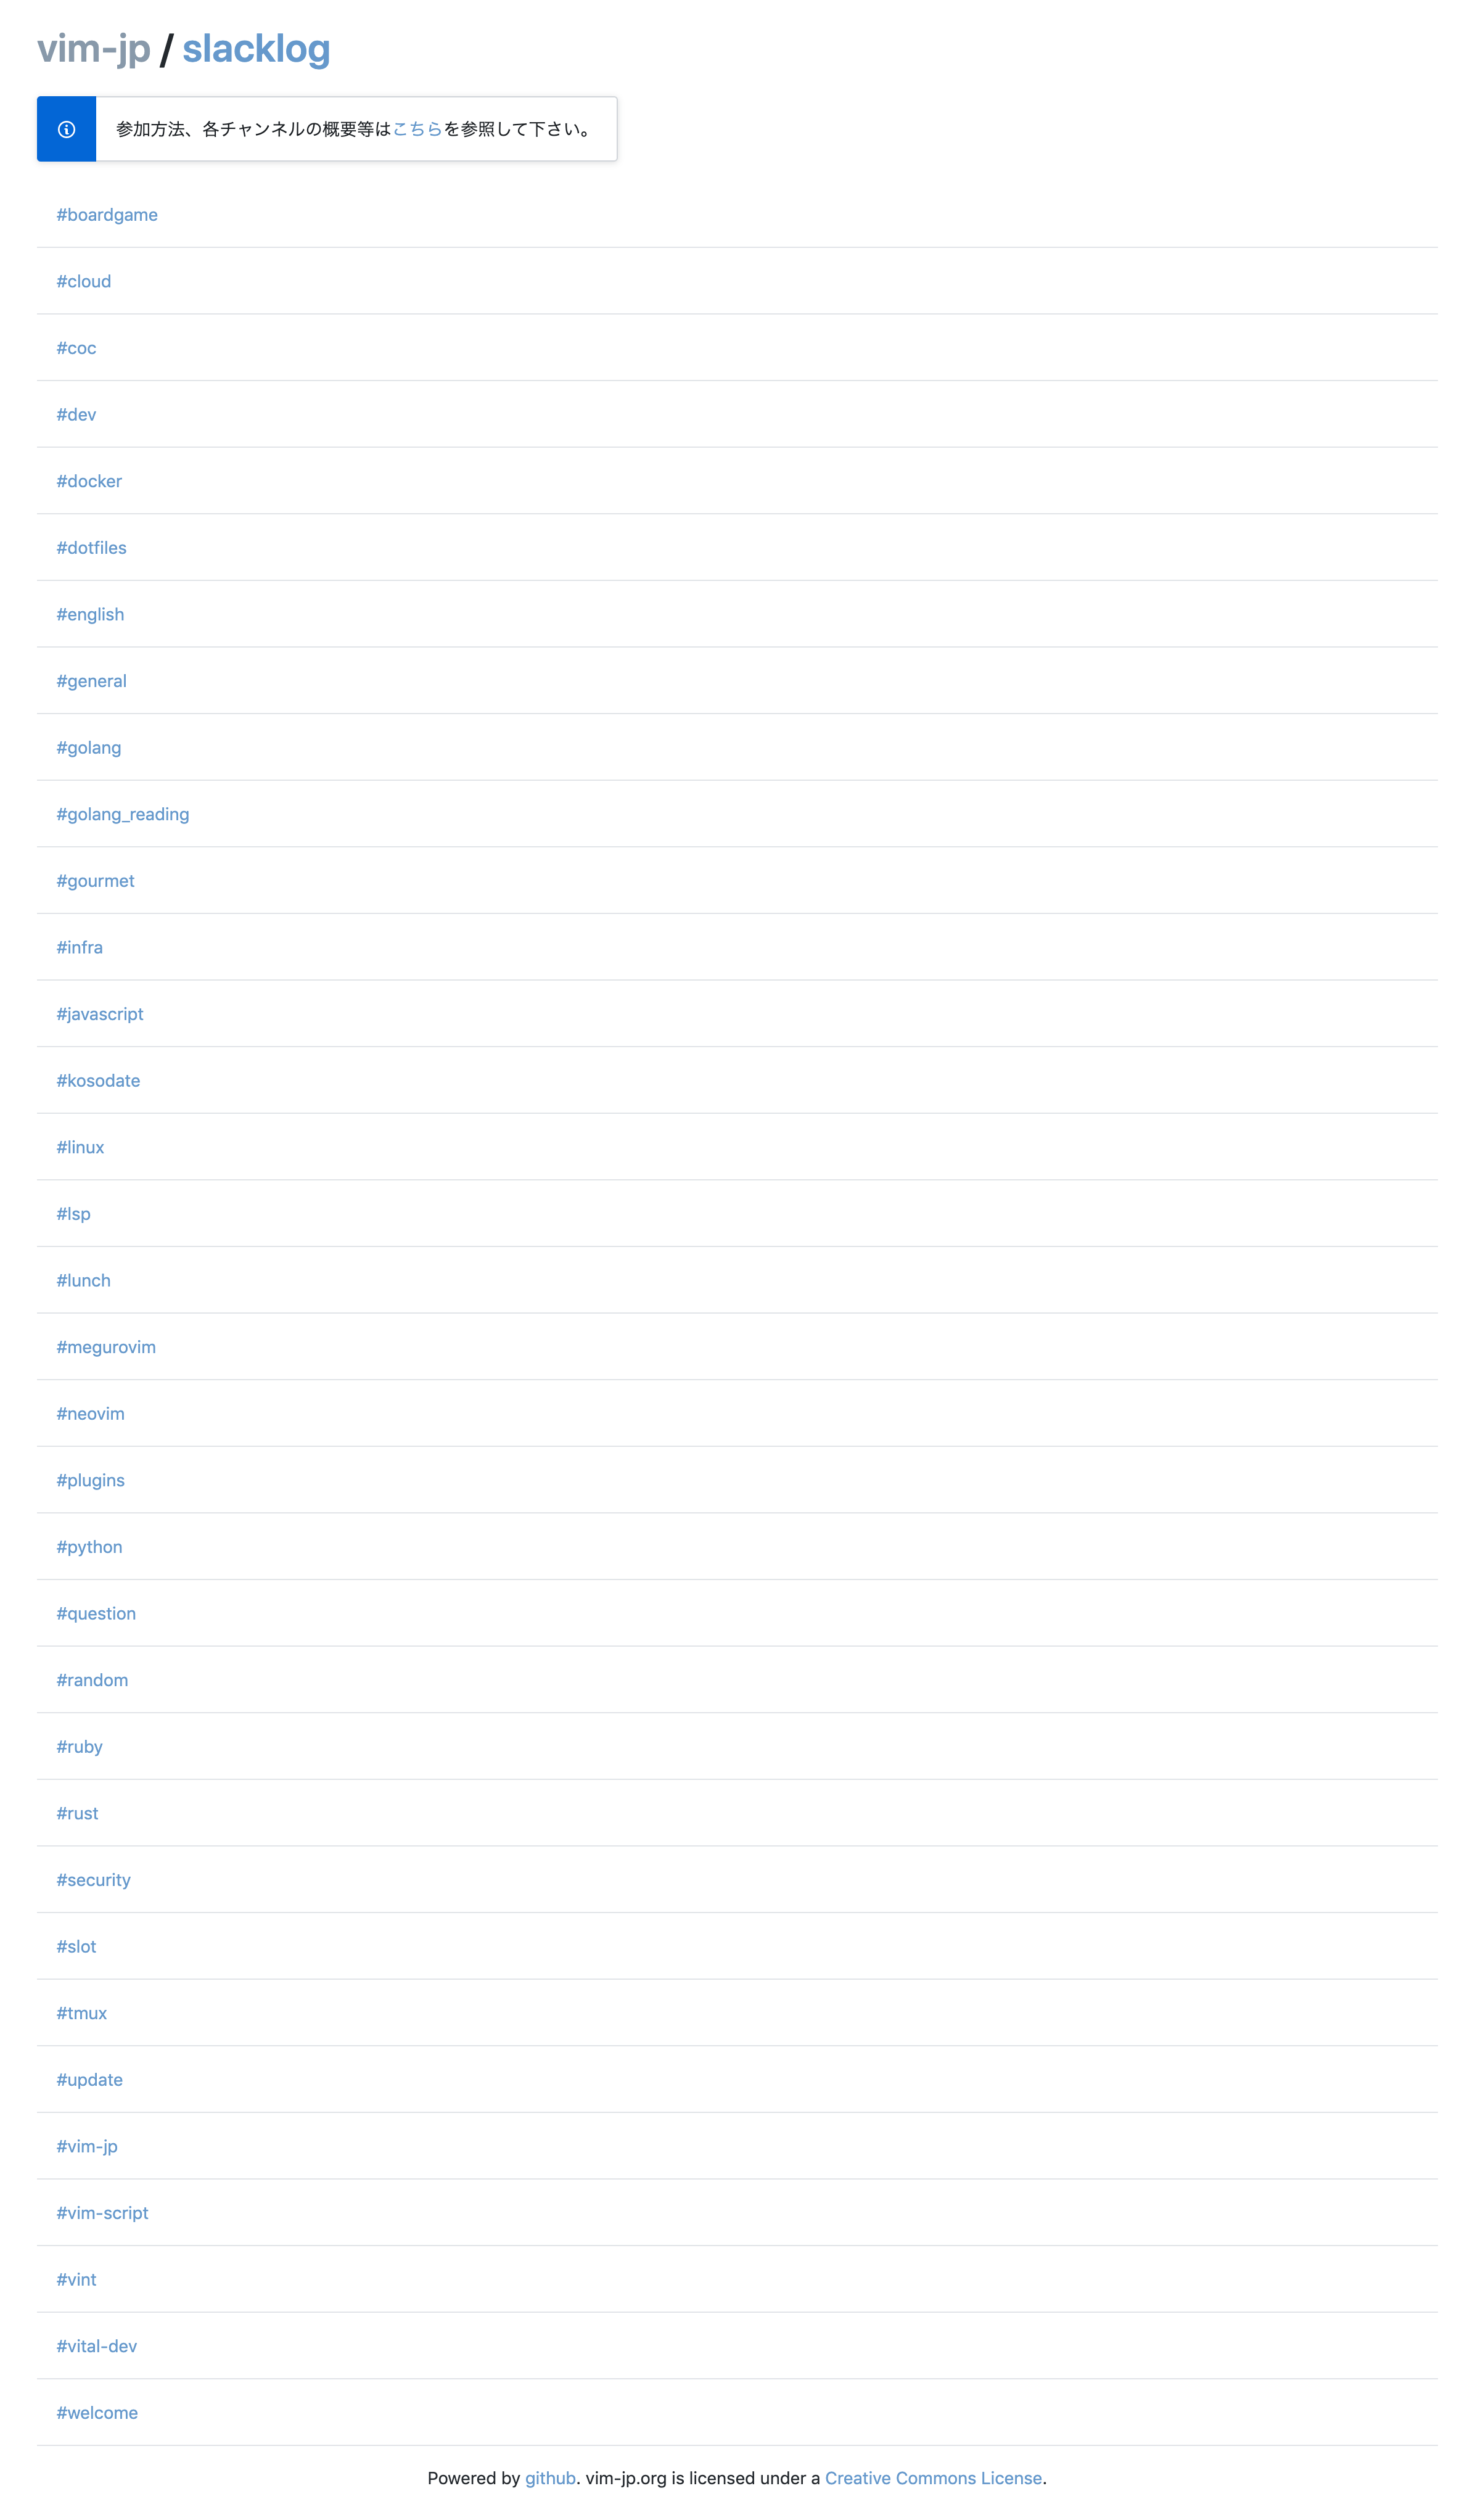 vim-jp / slacklog
参加方法、各チャンネルの概要等はこちらを参照して下さい。
#boardgame
#cloud
#coc
#dev
#docker
#dotfiles
#english
#general
#golang
#golang_reading
#gourmet
#infra
#javascript
#kosodate
#linux
#lsp
#lunch
#megurovim
#neovim
#plugins
#python
#question
#random
#ruby
#rust
#security
#slot
#tmux
#update
#vim-jp
#vim-script
#vint
#vital-dev
#welcome
Powered by github. vim-jp.org is licensed under a Creative Commons License.